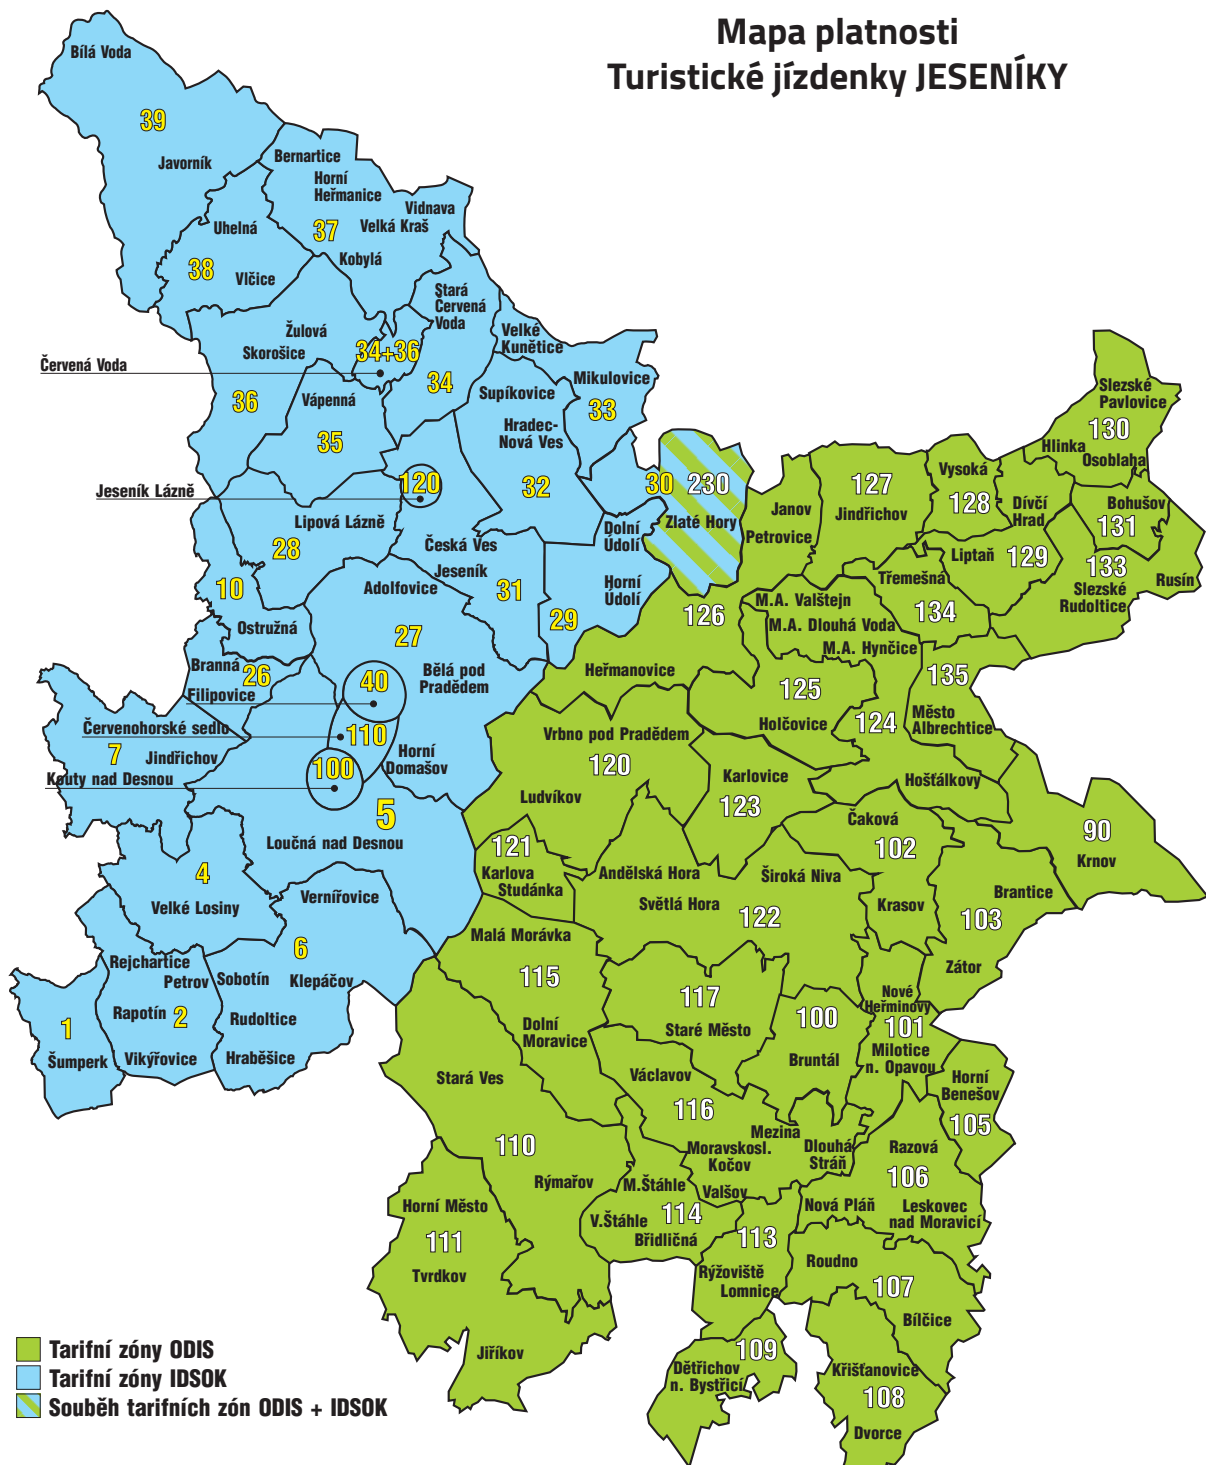 Mapa platnosti
Turistické jízdenky JESENÍKY
Bílá Voda
39
Javorník
Bernartice
Horní
Heřmanice
Vidnava
37
Velká Kraš
Kobylá
Uhelná
38
Vlčice
Stará
Červená
Voda
Žulová
Skorošice
34+36
Červená Voda
34
36
Vápenná
35
Velké
Kunětice
Mikulovice
33
Supíkovice
Hradec-
Nová Ves
32
120
Jeseník Lázně
30
230
Zlaté Hory
Lipová Lázně
28
Česká Ves
Jeseník
31
Dolní
Údolí
Horní
Údolí
29
10
Adolfovice
Ostružná
27
Branná
26
Filipovice
40
Bělá pod
Pradědem
Červenohorské sedlo
110
7
Jindřichov
Kouty nad Desnou
100
Horní
Domašov
5
Loučná nad Desnou
4
Velké Losiny
Vernířovice
6
Rejchartice
Petrov
Sobotín
Klepáčov
1
Šumperk
Rapotín
2
Vikýřovice
Rudoltice
Hraběšice
Slezské
Pavlovice
130
Hlinka
Osoblaha
127
Jindřichov
Janov
Petrovice
Vysoká
128
Dívčí
Hrad
Bohušov
131
Liptaň
129
133
Slezské
Rudoltice
Rusín
Třemešná
134
126
M.A. Valštejn
M.A. Dlouhá Voda
M.A. Hynčice
Heřmanovice
125
Holčovice
124
135
Město
Albrechtice
Hošťálkovy
Vrbno pod Pradědem
120
Ludvíkov
Karlovice
123
Čaková
102
90
Krnov
121
Karlova
Studánka
Andělská Hora
Široká Niva
Světlá Hora
122
Krasov
Brantice
103
Zátor
Malá Morávka
115
Dolní
Moravice
117
Staré Město
100
Bruntál
Nové
Heřminovy
101
Milotice
n. Opavou
Stará Ves
Václavov
116
Mezina
Moravskosl.
Kočov
Dlouhá
Stráň
Horní
Benešov
105
Razová
106
110
Rýmařov
M.Štáhle
Valšov
Nová Pláň
Leskovec
nad Moravicí
V.Štáhle
114
Břidličná
113
Horní Město
111
Tvrdkov
Rýžoviště
Lomnice
Roudno
107
Bílčice
Jiříkov
109
Dětřichov
n. Bystřicí
Křišťanovice
108
Dvorce
Tarifní zóny ODIS
Tarifní zóny IDSOK
Souběh tarifních zón ODIS + IDSOK